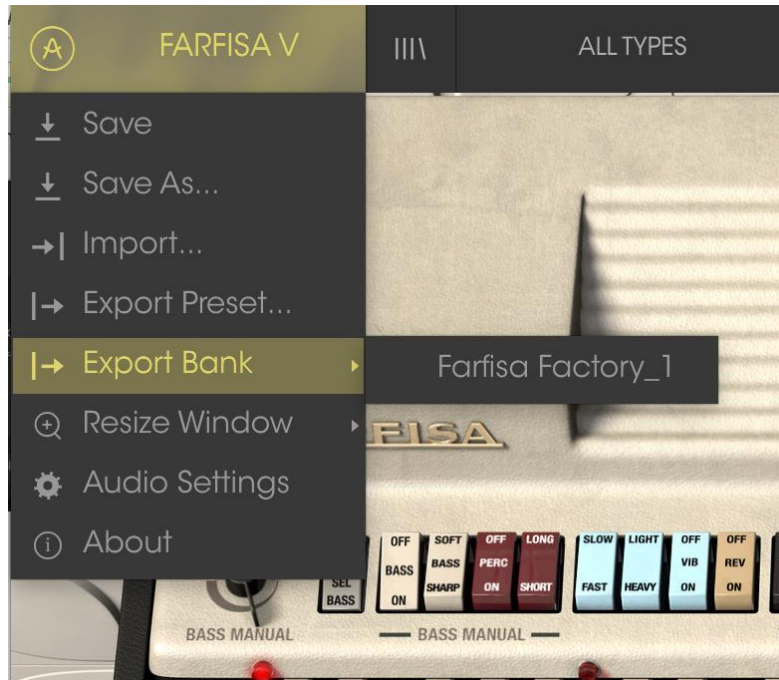 FARFISA V
ALL TYPES
Save
Save As...
Import...
Export Preset...
Export Bank
Farfisa Factory_1
Resize Window
FISA
Audio Settings
About
OFF SOFT OFF LONG SLOW LIGHT OFF OFF
BASS BASS PERC VIB REV
SEL SHARP ON SHORT FAST HEAVY ON ON
BASS ON
BASS MANUAL BASS MANUAL